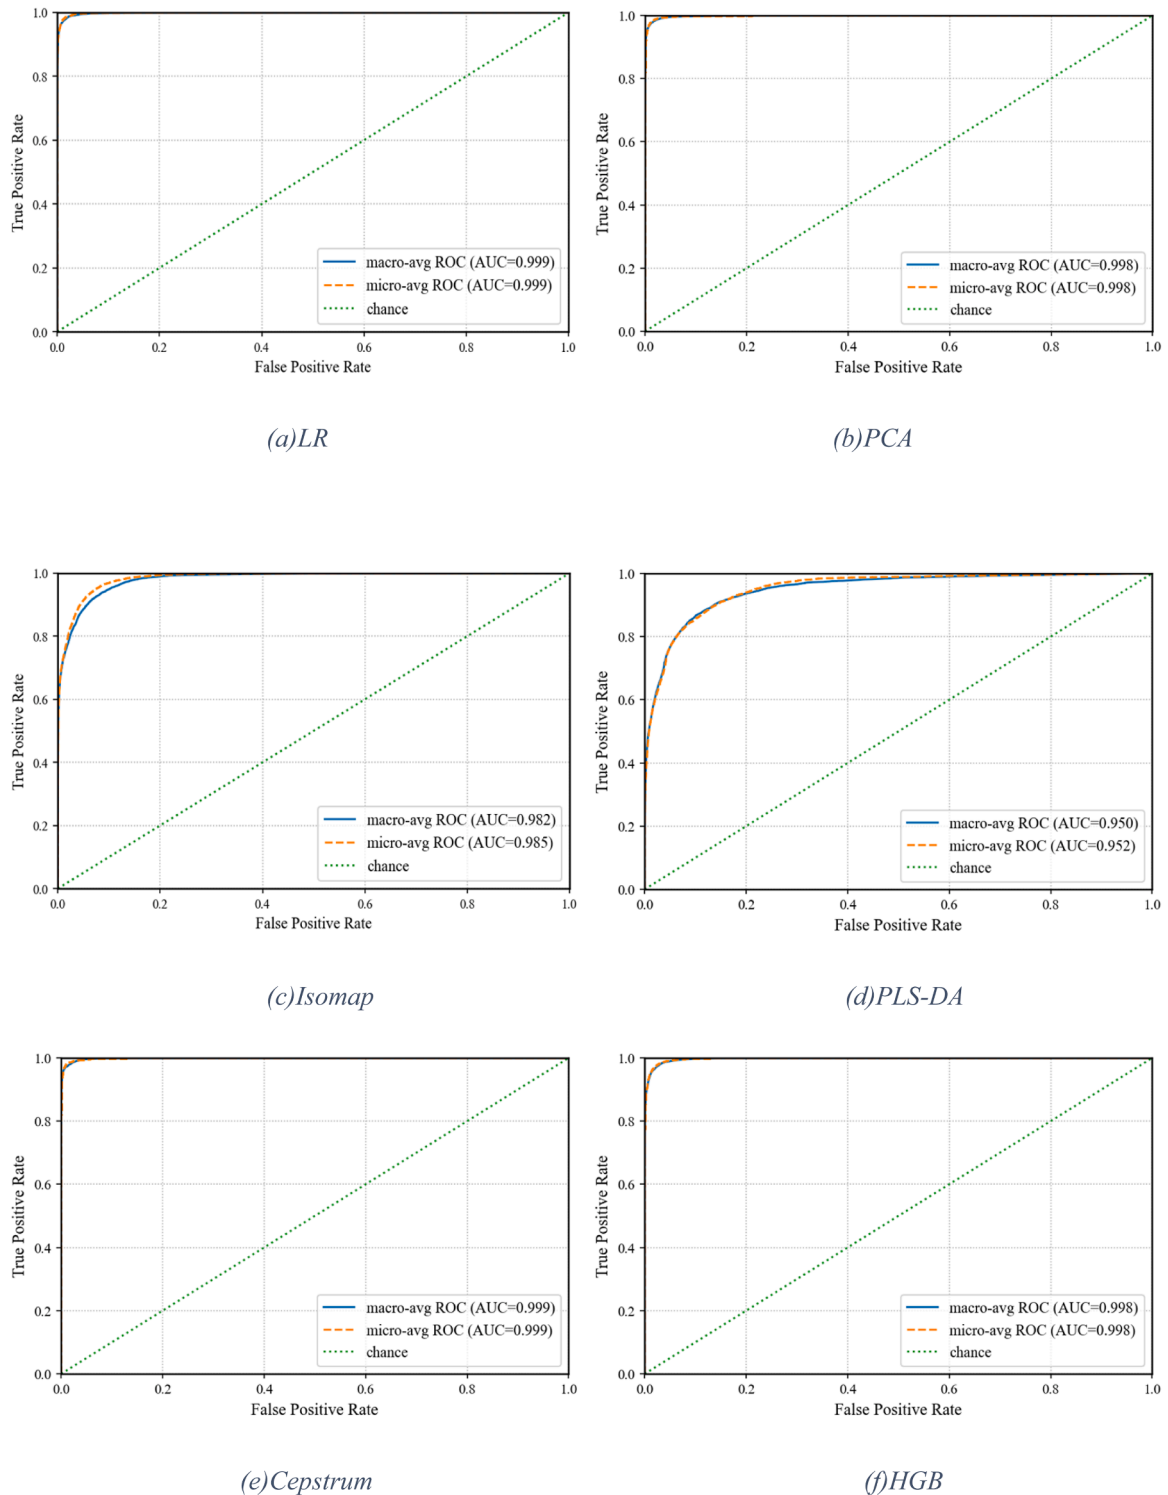 1.0
0.8
0.6
0.4
0.2
0.0
True Positive Rate
macro-avg ROC (AUC=0.999)
micro-avg ROC (AUC=0.999)
chance
0.0 0.2 0.4 0.6 0.8 1.0
False Positive Rate
(a)LR
1.0
0.8
0.6
0.4
0.2
0.0
True Positive Rate
macro-avg ROC (AUC=0.998)
micro-avg ROC (AUC=0.998)
chance
0.0 0.2 0.4 0.6 0.8 1.0
False Positive Rate
(b)PCA
1.0
0.8
0.6
0.4
0.2
0.0
True Positive Rate
macro-avg ROC (AUC=0.982)
micro-avg ROC (AUC=0.985)
chance
0.0 0.2 0.4 0.6 0.8 1.0
False Positive Rate
(c)Isomap
1.0
0.8
0.6
0.4
0.2
0.0
True Positive Rate
macro-avg ROC (AUC=0.950)
micro-avg ROC (AUC=0.952)
chance
0.0 0.2 0.4 0.6 0.8 1.0
False Positive Rate
(d)PLS-DA
1.0
0.8
0.6
0.4
0.2
0.0
True Positive Rate
macro-avg ROC (AUC=0.999)
micro-avg ROC (AUC=0.999)
chance
0.0 0.2 0.4 0.6 0.8 1.0
False Positive Rate
(e)Cepstrum
1.0
0.8
0.6
0.4
0.2
0.0
True Positive Rate
macro-avg ROC (AUC=0.998)
micro-avg ROC (AUC=0.998)
chance
0.0 0.2 0.4 0.6 0.8 1.0
False Positive Rate
(f)HGB